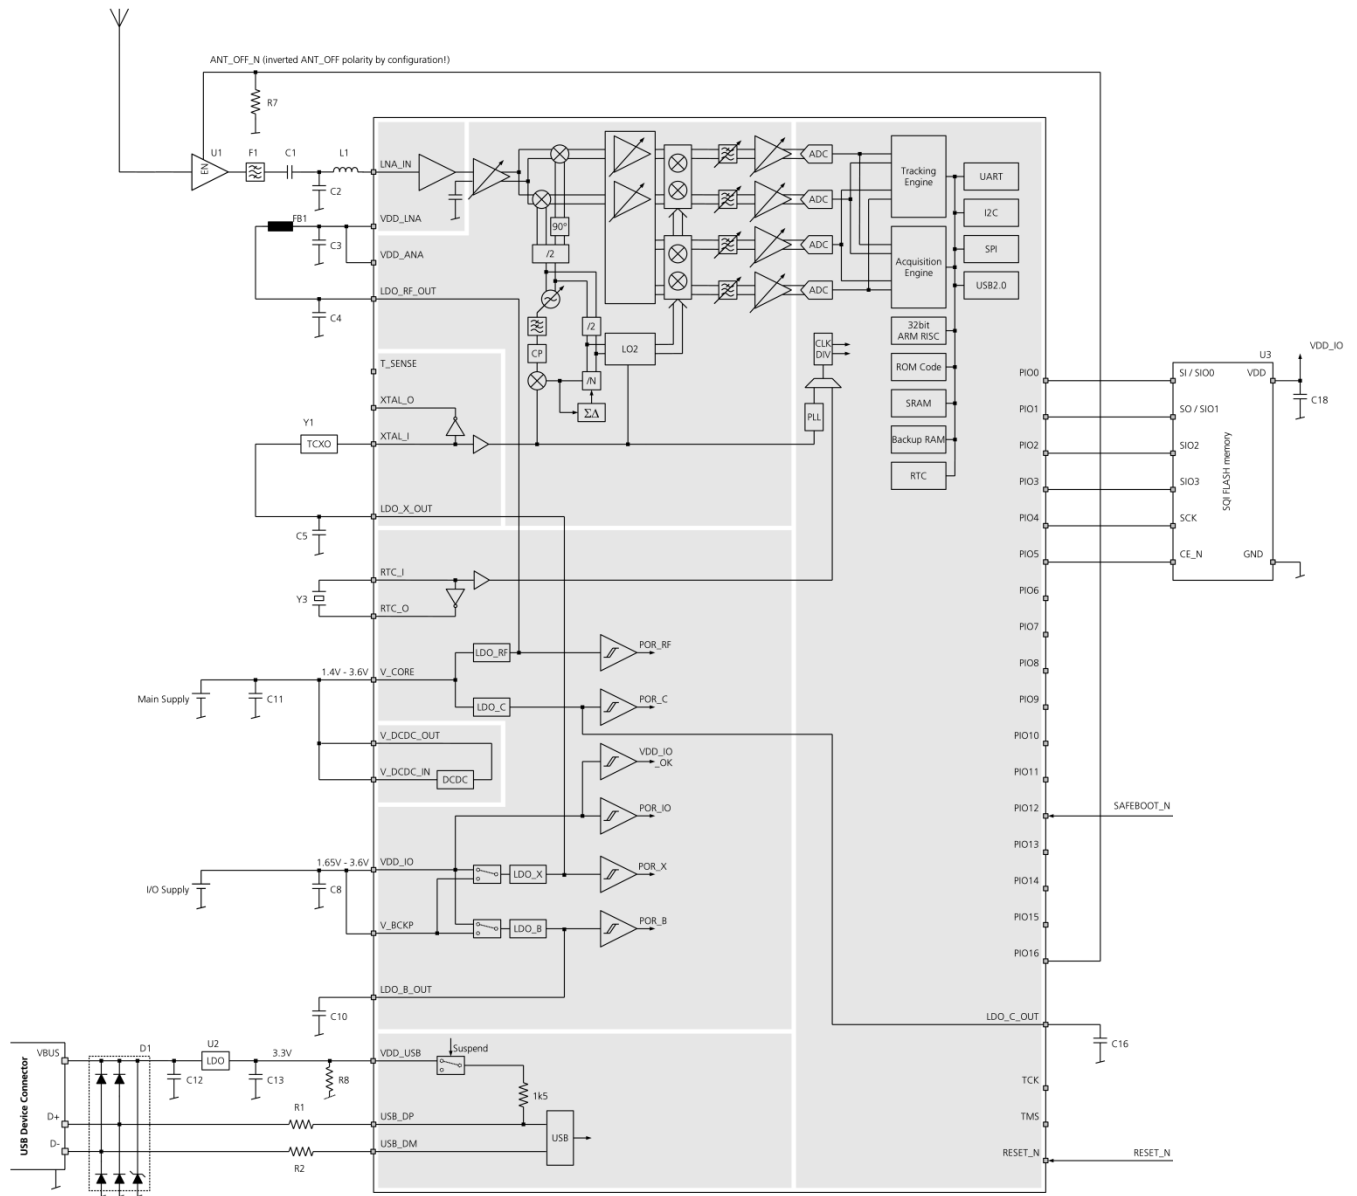 ANT_OFF_N (inverted ANT_OFF polarity by configuration!)
R7
U1
F1
C1
L1
EN
C2
LNA_IN
FB1
C3
VDD_LNA
VDD_ANA
LDO_RF_OUT
C4
90°
/2
CP
/2
/N
ΣΔ
LO2
ADC
ADC
ADC
ADC
Tracking
Engine
Acquisition
Engine
UART
I2C
SPI
USB2.0
32bit
ARM RISC
ROM Code
SRAM
Backup RAM
RTC
CLK
DIV
PLL
T_SENSE
XTAL_O
XTAL_I
Y1
TCXO
LDO_X_OUT
C5
RTC_I
RTC_O
Y3
PIO0
PIO1
PIO2
PIO3
PIO4
PIO5
PIO6
PIO7
PIO8
PIO9
PIO10
PIO11
PIO12
PIO13
PIO14
PIO15
PIO16
U3
SI / SIO0
SO / SIO1
SIO2
SIO3
SCK
CE_N
VDD
GND
SQI FLASH memory
VDD_IO
C18
1.4V - 3.6V
V_CORE
Main Supply
C11
LDO_RF
POR_RF
LDO_C
POR_C
V_DCDC_OUT
V_DCDC_IN
DCDC
VDD_IO
_OK
POR_IO
1.65V - 3.6V
VDD_IO
I/O Supply
C8
LDO_X
POR_X
V_BCKP
LDO_B
POR_B
LDO_B_OUT
C10
SAFEBOOT_N
LDO_C_OUT
C16
TCK
TMS
RESET_N
RESET_N
USB Device Connector
VBUS
D+
D-
D1
C12
U2
LDO
C13
3.3V
R8
VDD_USB
Suspend
1k5
R1
USB_DP
R2
USB_DM
USB